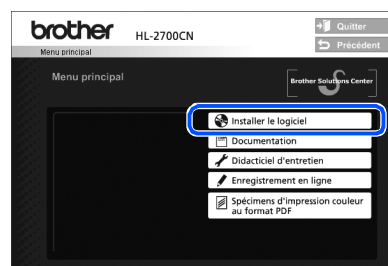 brother HL-2700CN
Quitter
Menu principal
Précédent
Menu principal
Brother Solutions Center
Installer le logiciel
Documentation
Didacticiel d'entretien
Enregistrement en ligne
Spécimens d'impression couleur
au format PDF